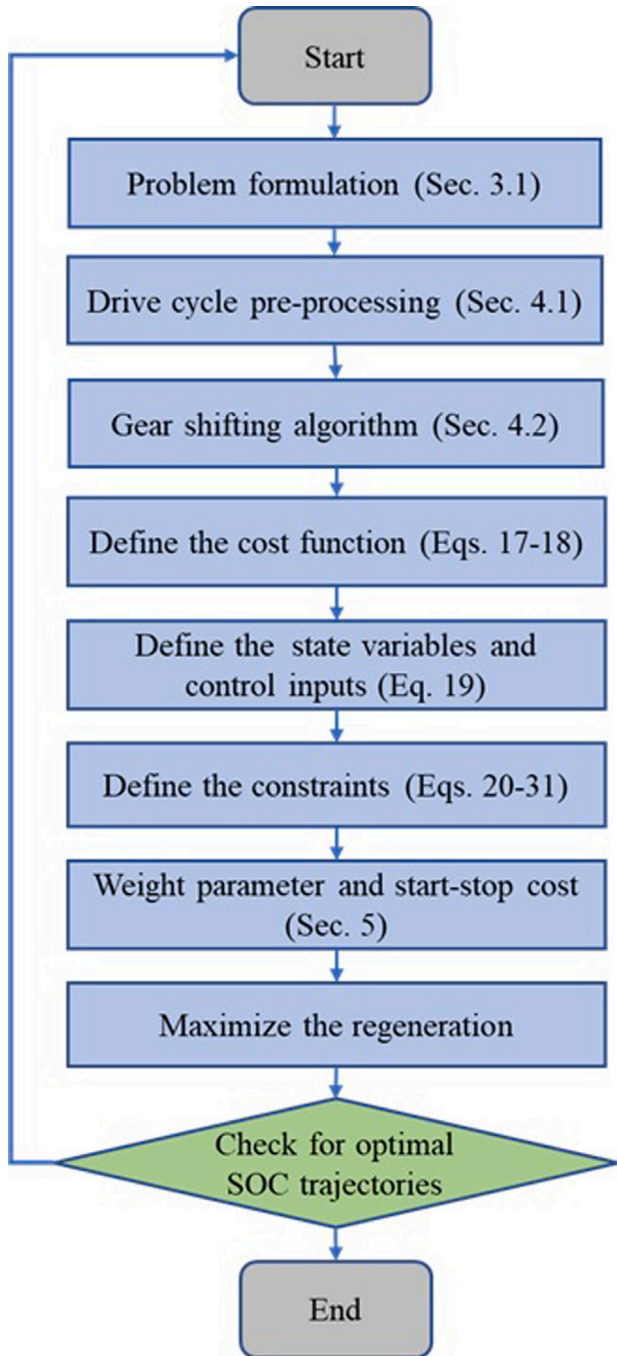 Start
Problem formulation (Sec. 3.1)
Drive cycle pre-processing (Sec. 4.1)
Gear shifting algorithm (Sec. 4.2)
Define the cost function (Eqs. 17-18)
Define the state variables and
control inputs (Eq. 19)
Define the constraints (Eqs. 20-31)
Weight parameter and start-stop cost
(Sec. 5)
Maximize the regeneration
Check for optimal
SOC trajectories
End